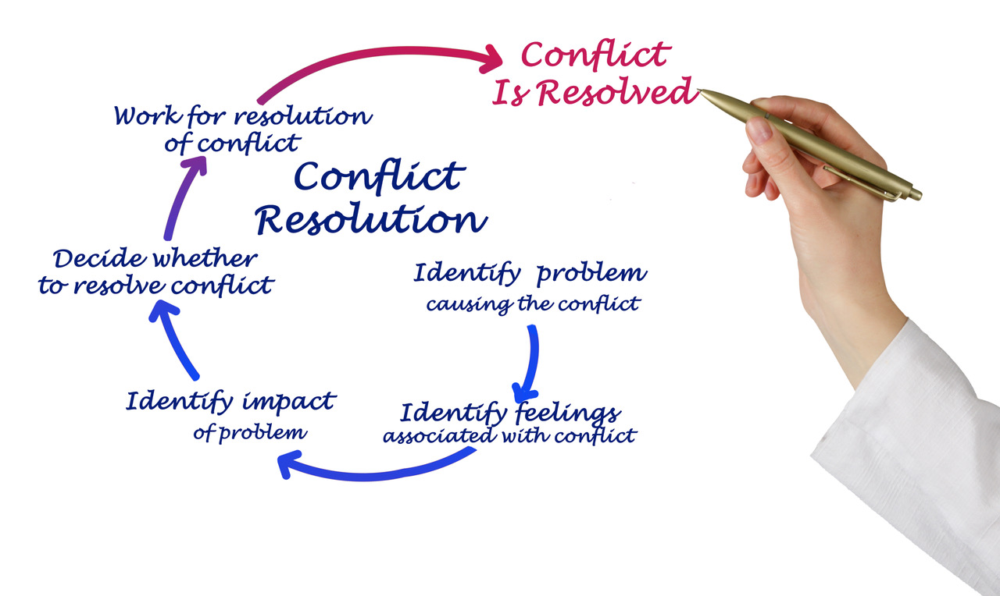 Conflict
Is Resolved
Work for resolution
of conflict
Conflict
Resolution
Decide whether
to resolve conflict
Identify problem
causing the conflict
Identify impact
of problem
Identify feelings
associated with conflict